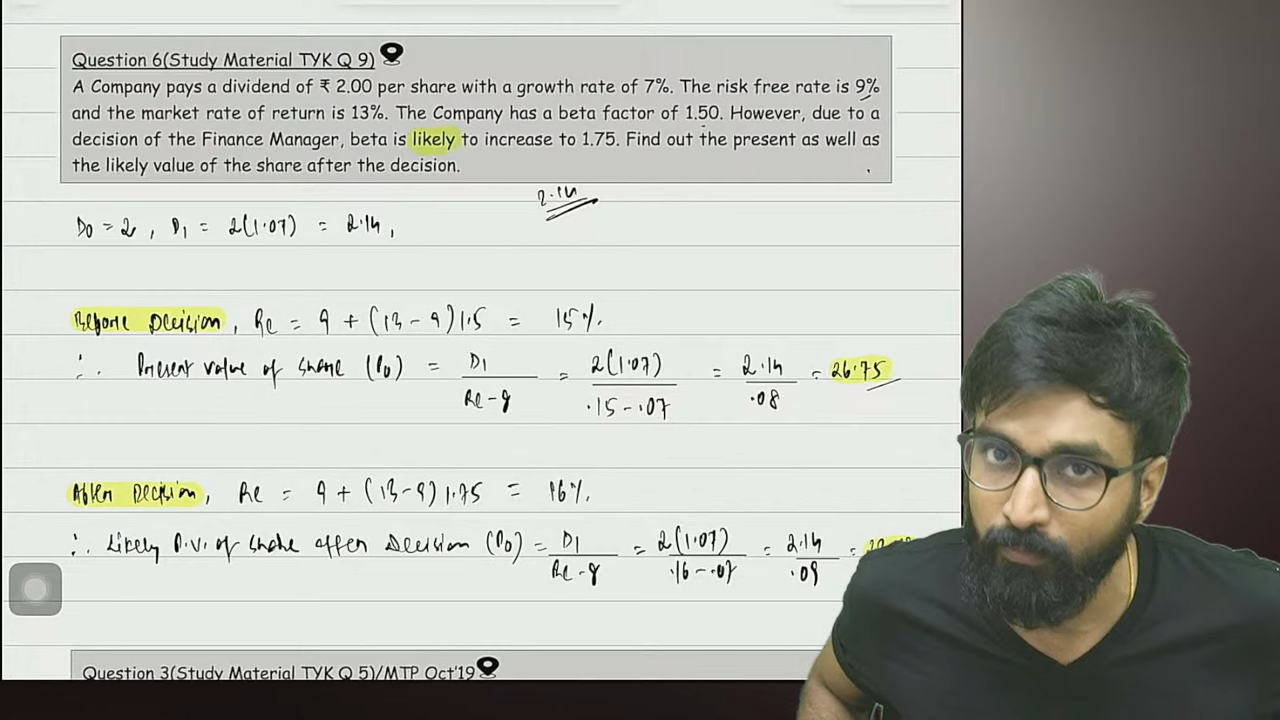 Question 6(Study Material TYK Q 9)
A Company pays a dividend of ₹ 2.00 per share with a growth rate of 7%. The risk free rate is 9%
and the market rate of return is 13%. The Company has a beta factor of 1.50. However, due to a
decision of the Finance Manager, beta is likely to increase to 1.75. Find out the present as well as
the likely value of the share after the decision.
2.14
D0 = 2, D1 = 2(1.07) = 2.14,
Before Decision, Re = 9 + (13-9)1.5 = 15%.
∴ Present value of share (P0) = D1 / Re-g = 2(1.07) / .15-.07 = 2.14 / .08 = 26.75
After Decision, Re = 9 + (13-9)1.75 = 16%.
∴ Likely P.V. of share after Decision (P0) = D1 / Re-g = 2(1.07) / .16-.07 = 2.14 / .09 =
Question 3(Study Material TYK Q 5)/MTP Oct'19